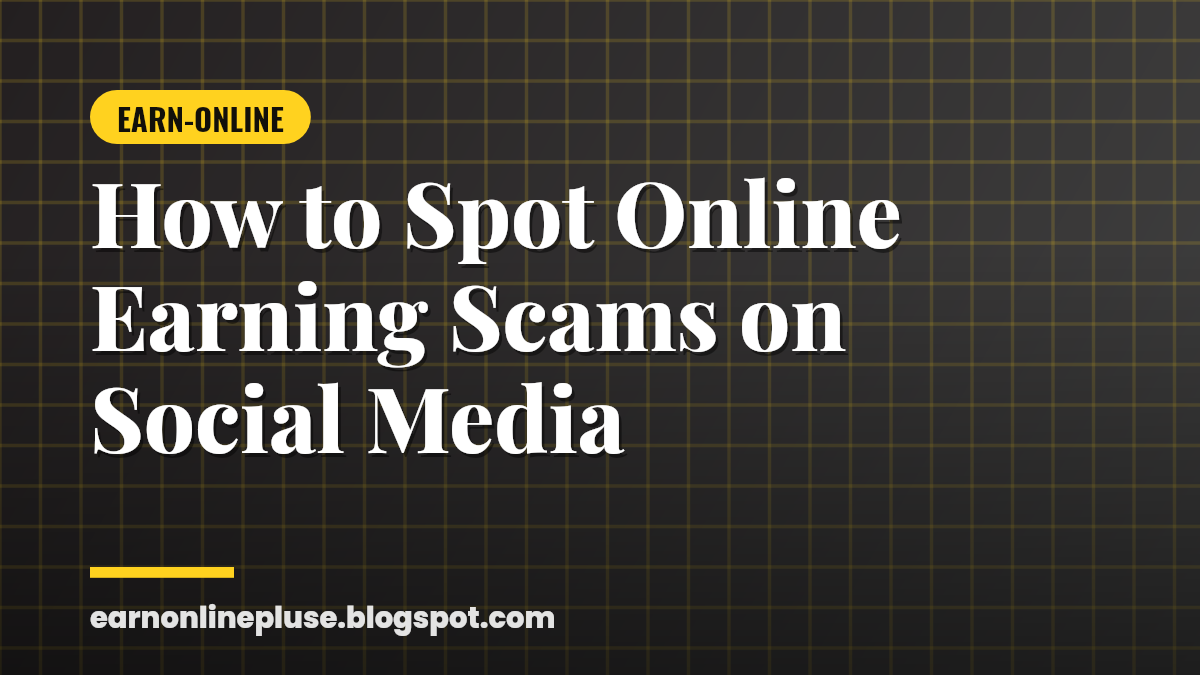 EARN-ONLINE
How to Spot Online
Earning Scams on
Social Media
earnonlinepluse.blogspot.com